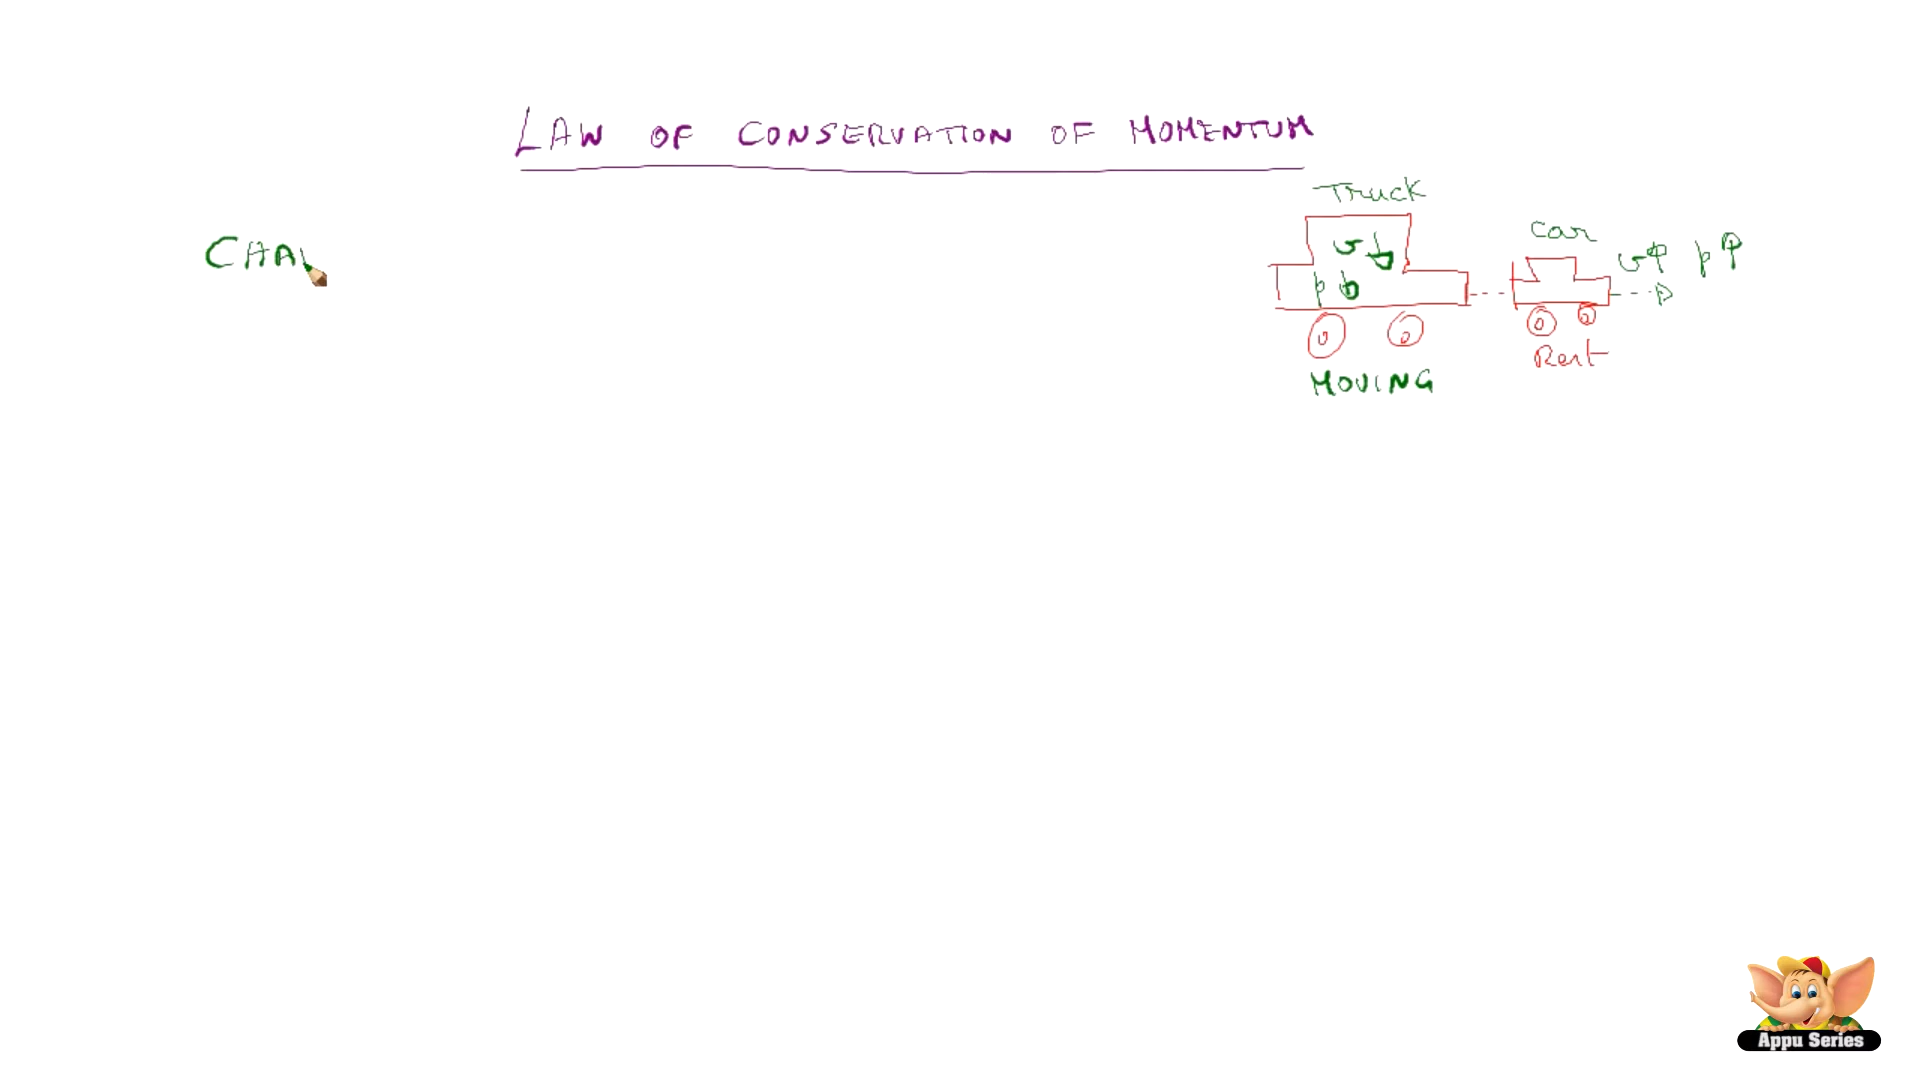 LAW OF CONSERVATION OF MOMENTUM
Truck
Car
v↓
v↑ p↑
p↓
CHA
Rest
MOVING
Appu Series